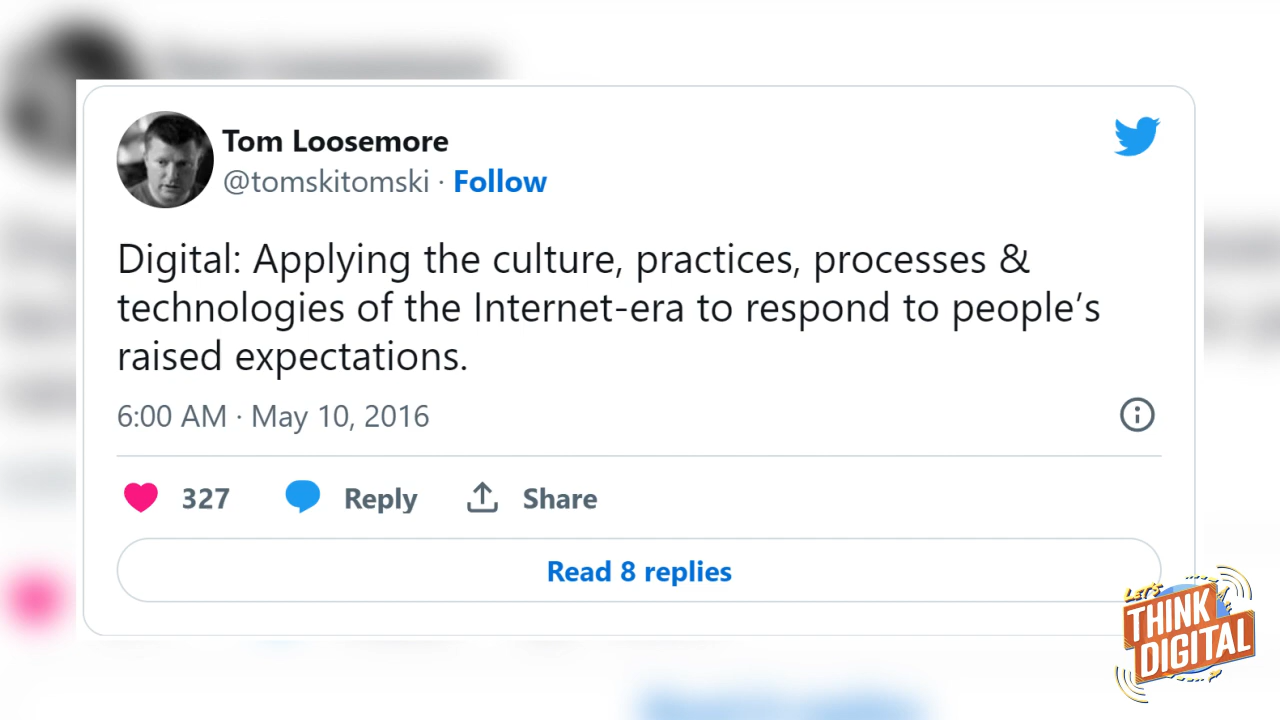 Tom Loosemore
@tomskitomski · Follow
Digital: Applying the culture, practices, processes &
technologies of the Internet-era to respond to people’s
raised expectations.
6:00 AM · May 10, 2016
327 Reply Share
Read 8 replies
LET'S
THINK
DIGITAL